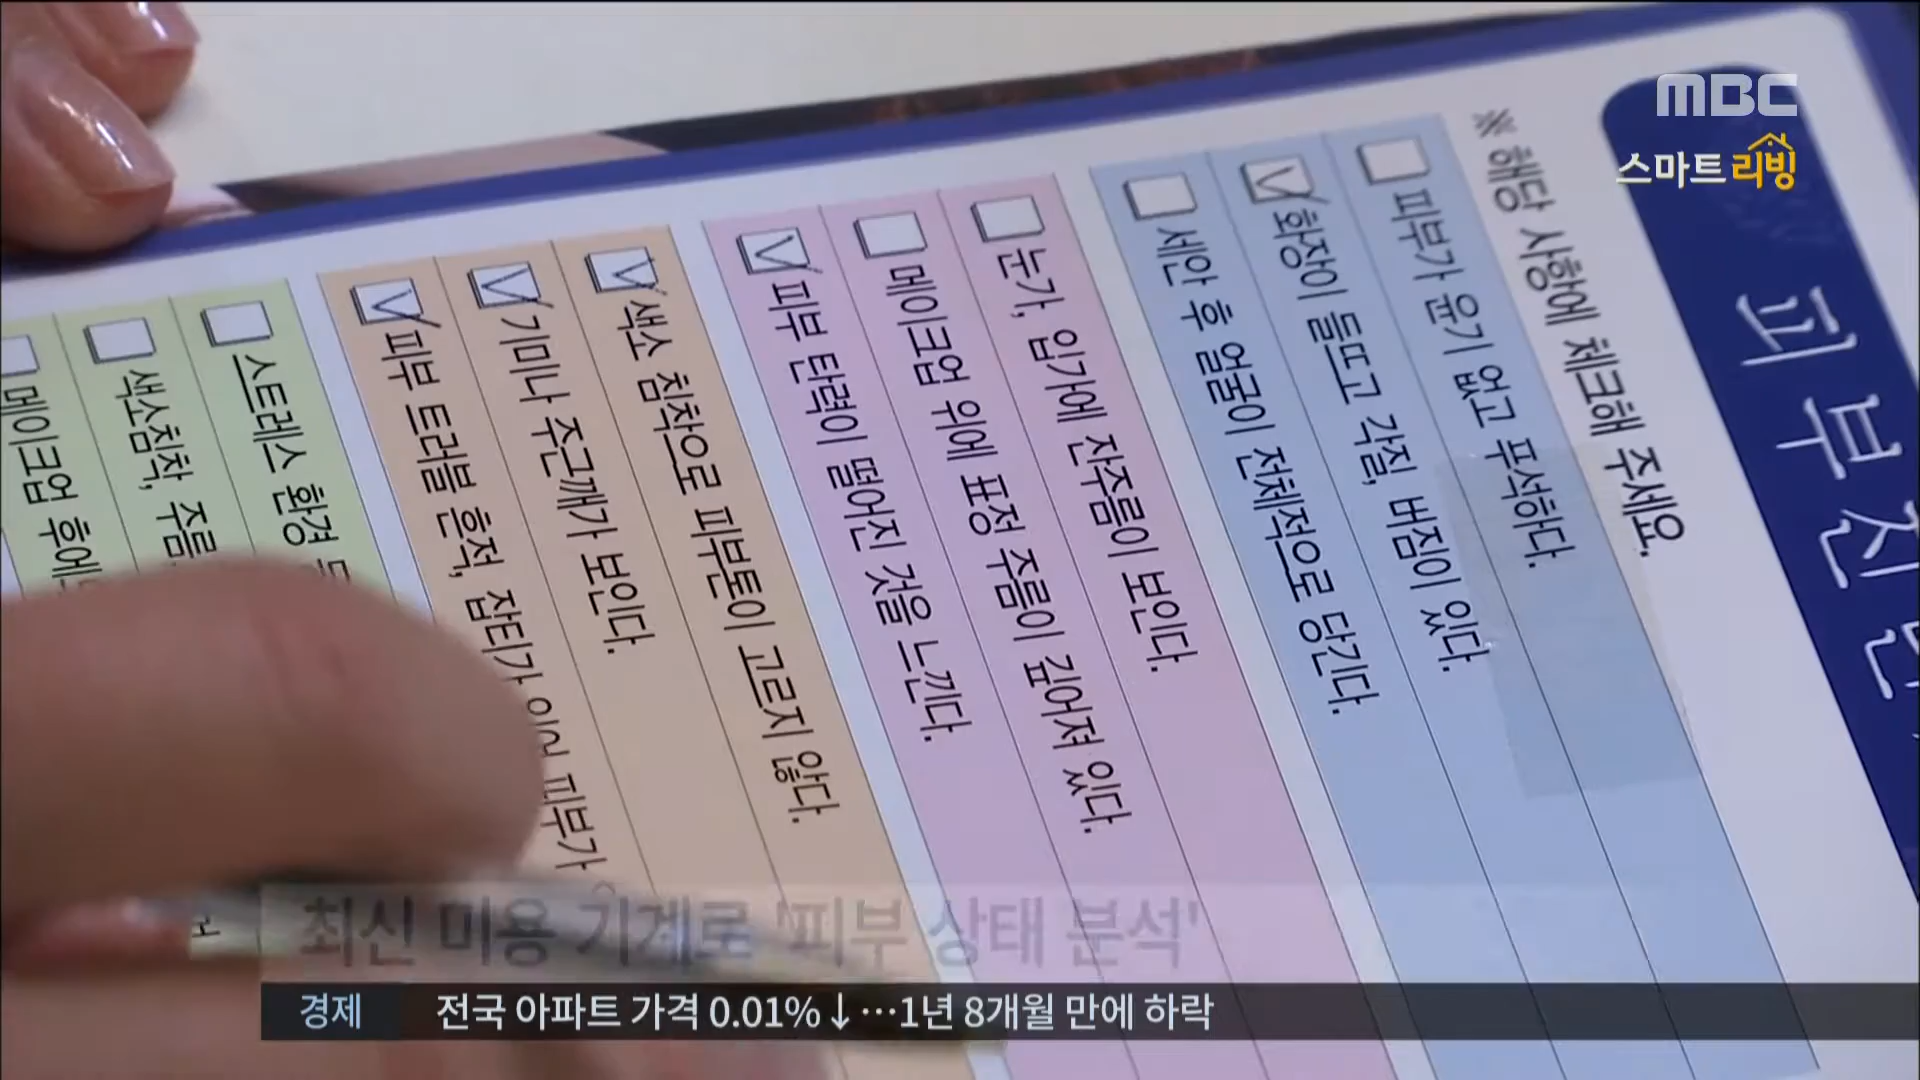 MBC
스마트 리빙
피부진단
※ 해당 사항에 체크해 주세요.
피부가 윤기 없고 푸석하다.
화장이 들뜨고 각질, 버짐이 있다.
세안 후 얼굴이 전체적으로 당긴다.
눈가, 입가에 잔주름이 보인다.
메이크업 위에 표정 주름이 깊어져 있다.
피부 탄력이 떨어진 것을 느낀다.
색소 침착으로 피부톤이 고르지 않다.
기미나 주근깨가 보인다.
피부 트러블 흔적, 잡티가 있어 피부가
스트레스 환경
색소침착, 주름
메이크업 후에
최신 미용 기계로 '피부 상태 분석'
경제 전국 아파트 가격 0.01%↓…1년 8개월 만에 하락